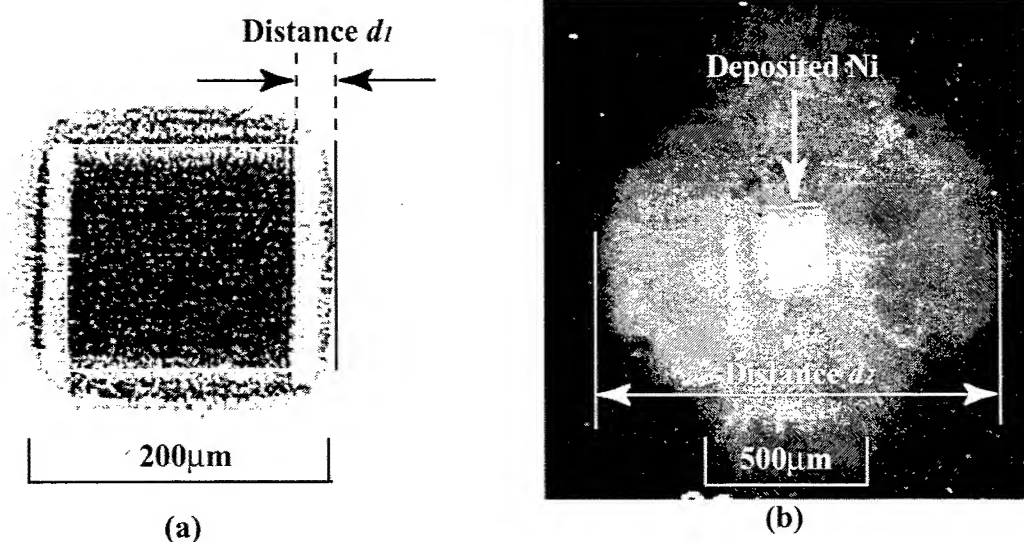 Distance d1
200μm
(a)
Deposited Ni
Distance d2
500μm
(b)